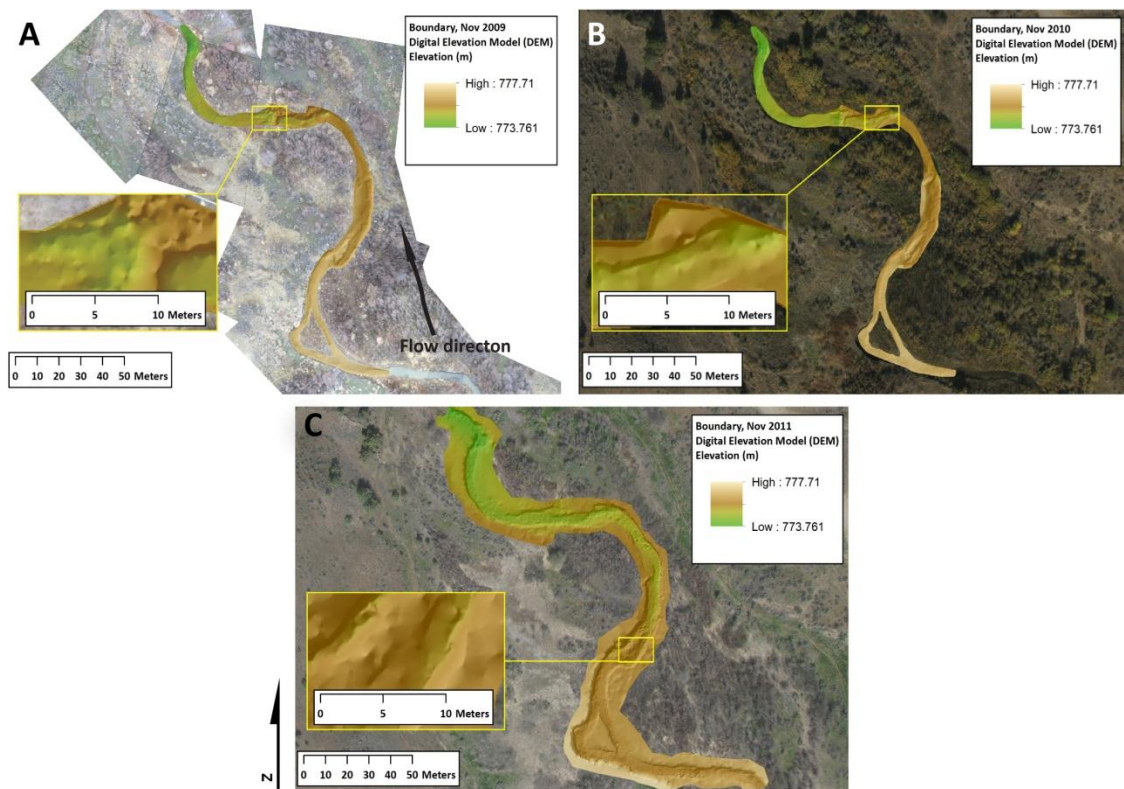 A
Boundary, Nov 2009
Digital Elevation Model (DEM)
Elevation (m)
High : 777.71
Low : 773.761
0 5 10 Meters
Flow directon
0 10 20 30 40 50 Meters
B
Boundary, Nov 2010
Digital Elevation Model (DEM)
Elevation (m)
High : 777.71
Low : 773.761
0 5 10 Meters
0 10 20 30 40 50 Meters
C
Boundary, Nov 2011
Digital Elevation Model (DEM)
Elevation (m)
High : 777.71
Low : 773.761
0 5 10 Meters
0 10 20 30 40 50 Meters
N